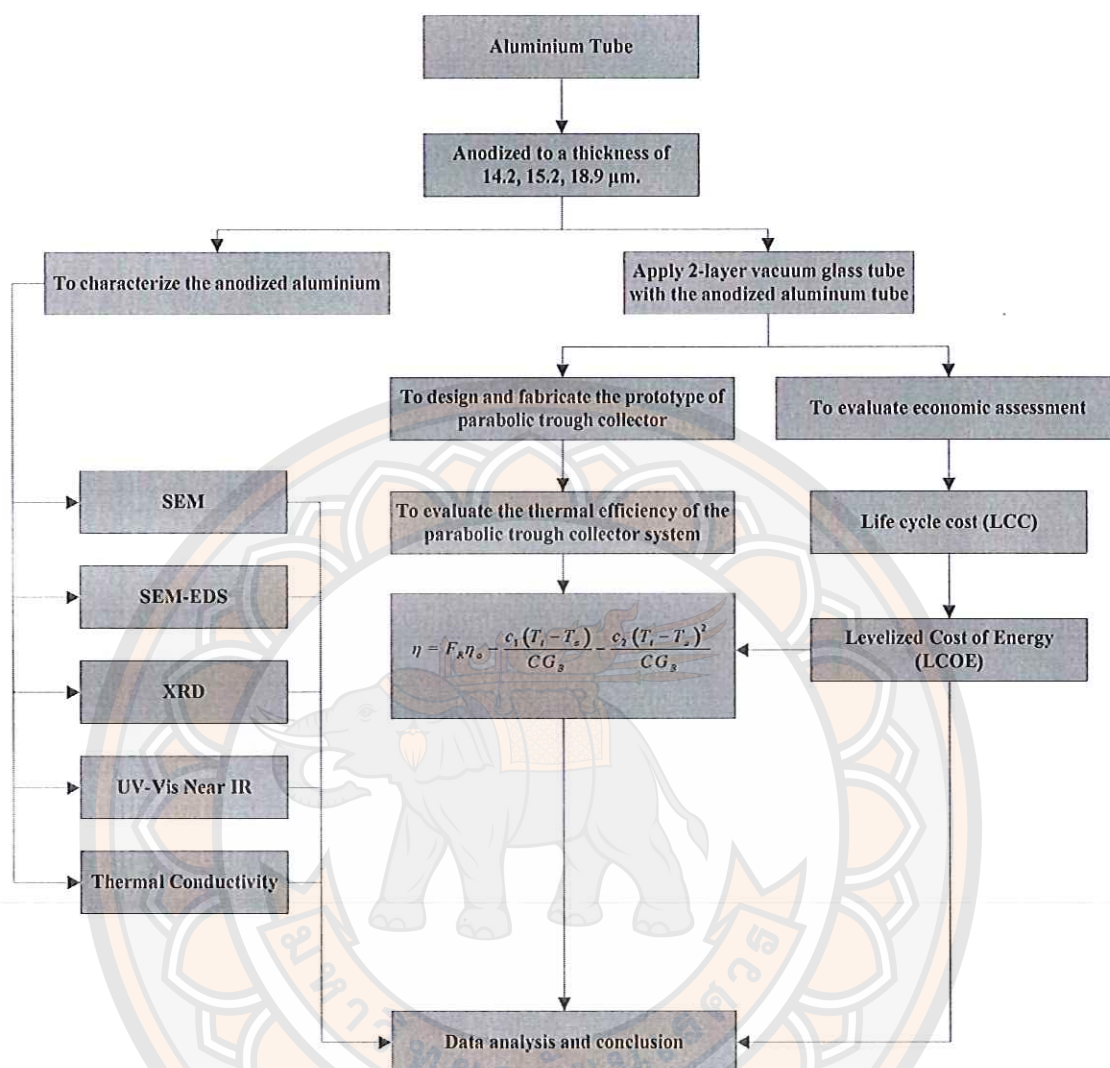 Aluminium Tube
Anodized to a thickness of
14.2, 15.2, 18.9 μm.
To characterize the anodized aluminium
Apply 2-layer vacuum glass tube
with the anodized aluminum tube
To design and fabricate the prototype of
parabolic trough collector
To evaluate economic assessment
SEM
To evaluate the thermal efficiency of the
parabolic trough collector system
Life cycle cost (LCC)
SEM-EDS
η = F_R η_o − c_1 (T_i − T_a) / CG_B − c_2 (T_i − T_a)^2 / CG_B
Levelized Cost of Energy
(LCOE)
XRD
UV-Vis Near IR
Thermal Conductivity
Data analysis and conclusion